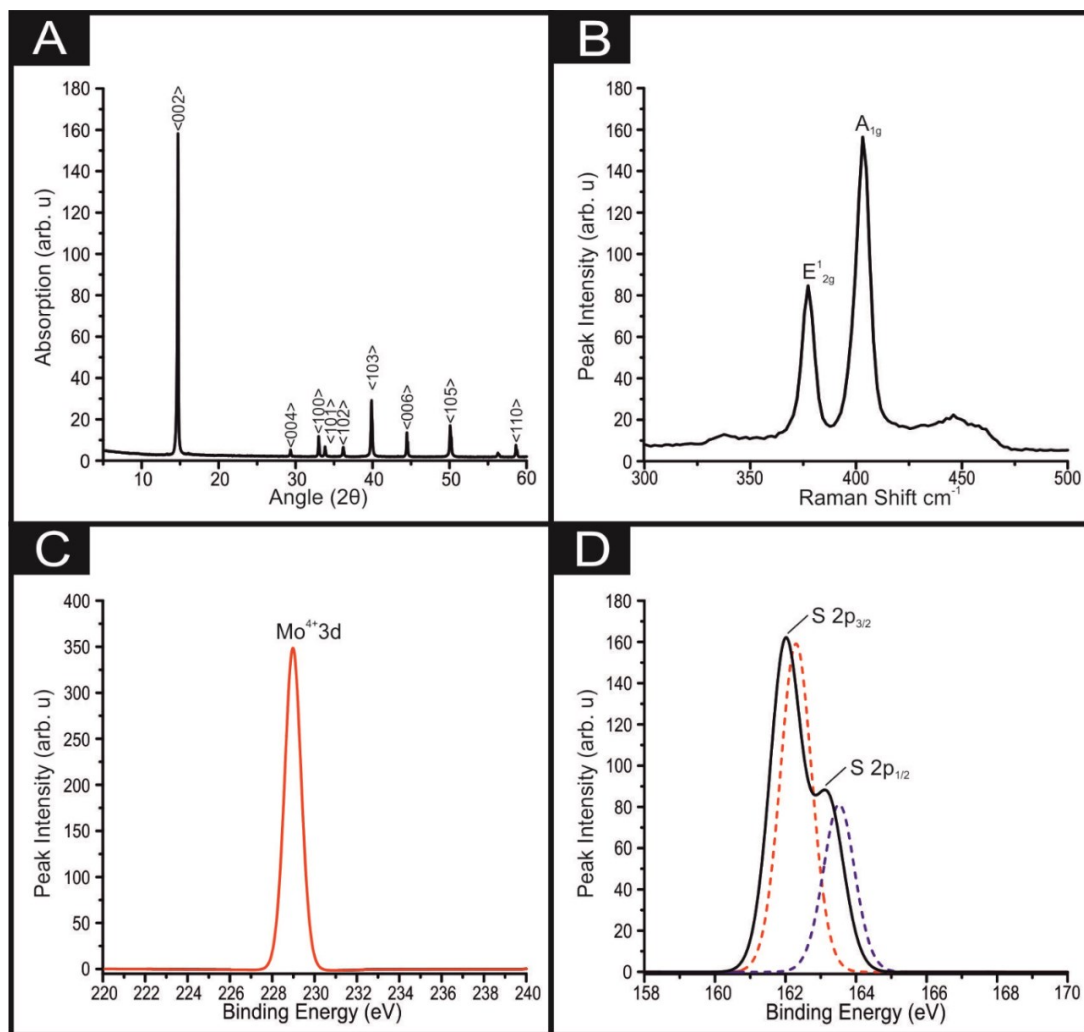 A
180
160
140
120
100
80
60
40
20
0
Absorption (arb. u)
<002>
<004>
<100>
<101>
<102>
<103>
<006>
<105>
<110>
10 20 30 40 50 60
Angle (2θ)
B
180
160
140
120
100
80
60
40
20
0
Peak Intensity (arb. u)
E¹₂g
A₁g
300 350 400 450 500
Raman Shift cm⁻¹
C
400
350
300
250
200
150
100
50
0
Peak Intensity (arb. u)
Mo⁴⁺3d
220 222 224 226 228 230 232 234 236 238 240
Binding Energy (eV)
D
180
160
140
120
100
80
60
40
20
0
Peak Intensity (arb. u)
S 2p₃/₂
S 2p₁/₂
158 160 162 164 166 168 170
Binding Energy (eV)